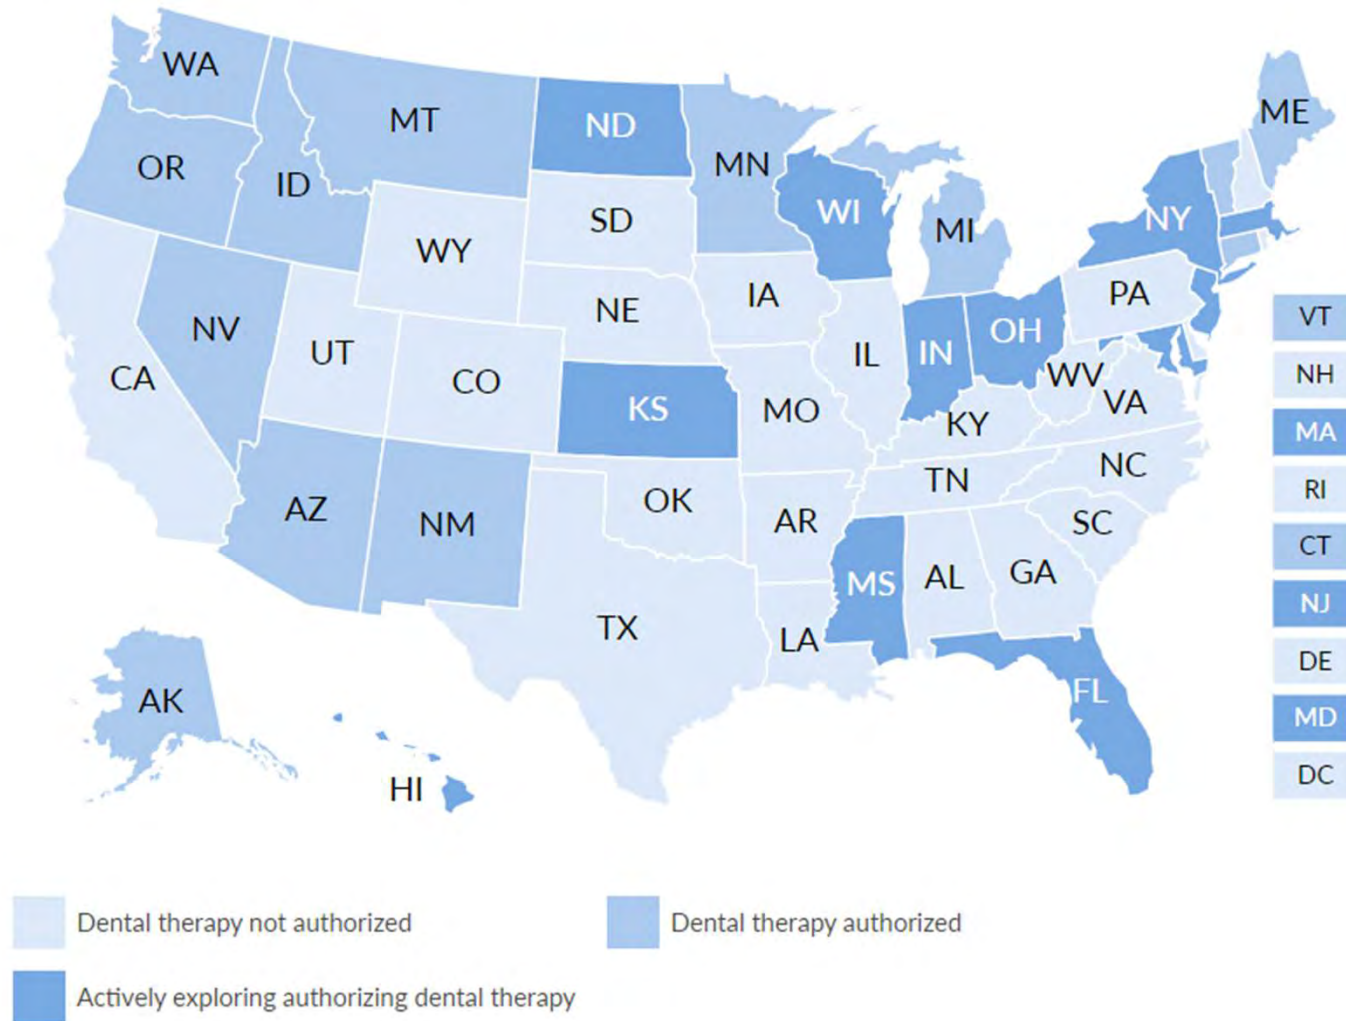 WA
MT
ND
MN
ME
OR
ID
SD
WI
MI
NY
WY
NE
IA
PA
NV
UT
CO
IL
IN
OH
VT
CA
KS
MO
WV
VA
NH
KY
MA
AZ
NM
OK
AR
TN
NC
RI
SC
CT
TX
MS
AL
GA
NJ
LA
DE
AK
FL
MD
HI
DC
Dental therapy not authorized
Dental therapy authorized
Actively exploring authorizing dental therapy